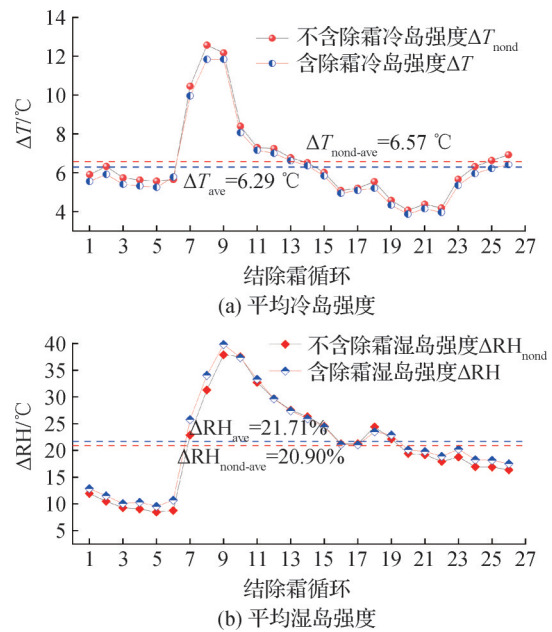 14
12
10
8
6
4
ΔT/℃
不含除霜冷岛强度ΔTnond
含除霜冷岛强度ΔT
ΔTnond-ave=6.57 ℃
ΔTave=6.29 ℃
1 3 5 7 9 11 13 15 17 19 21 23 25 27
结除霜循环
(a) 平均冷岛强度
40
35
30
25
20
15
10
5
ΔRH/℃
不含除霜湿岛强度ΔRHnond
含除霜湿岛强度ΔRH
ΔRHave=21.71%
ΔRHnond-ave=20.90%
1 3 5 7 9 11 13 15 17 19 21 23 25 27
结除霜循环
(b) 平均湿岛强度